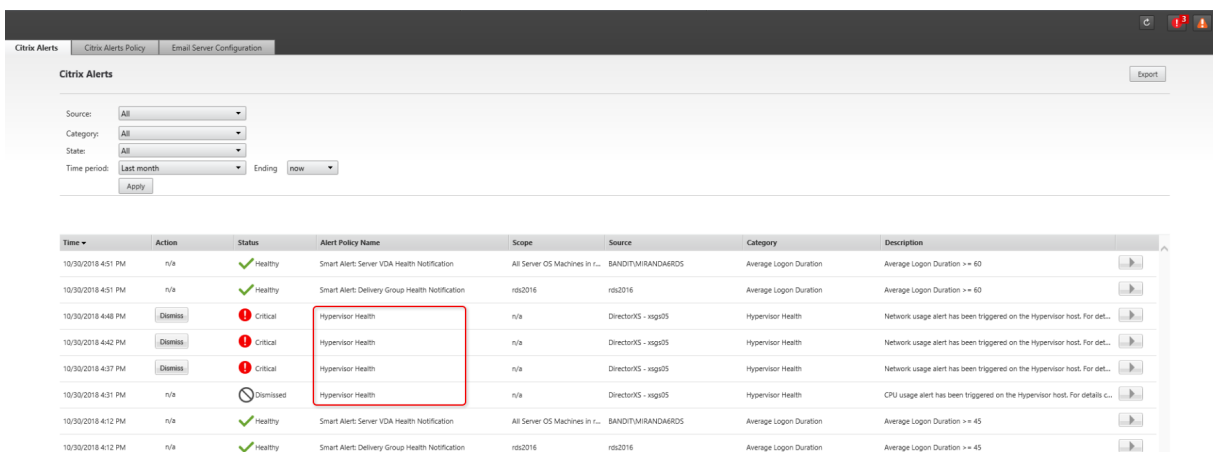 3
Citrix Alerts Citrix Alerts Policy Email Server Configuration
Citrix Alerts Export
Source: All
Category: All
State: All
Time period: Last month Ending now
Apply
Time Action Status Alert Policy Name Scope Source Category Description
10/30/2018 4:51 PM n/a Healthy Smart Alert: Server VDA Health Notification All Server OS Machines in r... BANDIT\MIRANDA6RDS Average Logon Duration Average Logon Duration >= 60
10/30/2018 4:51 PM n/a Healthy Smart Alert: Delivery Group Health Notification rds2016 rds2016 Average Logon Duration Average Logon Duration >= 60
10/30/2018 4:48 PM Dismiss Critical Hypervisor Health n/a DirectorXS - xsgs05 Hypervisor Health Network usage alert has been triggered on the Hypervisor host. For det...
10/30/2018 4:42 PM Dismiss Critical Hypervisor Health n/a DirectorXS - xsgs05 Hypervisor Health Network usage alert has been triggered on the Hypervisor host. For det...
10/30/2018 4:37 PM Dismiss Critical Hypervisor Health n/a DirectorXS - xsgs05 Hypervisor Health Network usage alert has been triggered on the Hypervisor host. For det...
10/30/2018 4:31 PM n/a Dismissed Hypervisor Health n/a DirectorXS - xsgs05 Hypervisor Health CPU usage alert has been triggered on the Hypervisor host. For details c...
10/30/2018 4:12 PM n/a Healthy Smart Alert: Server VDA Health Notification All Server OS Machines in r... BANDIT\MIRANDA6RDS Average Logon Duration Average Logon Duration >= 45
10/30/2018 4:12 PM n/a Healthy Smart Alert: Delivery Group Health Notification rds2016 rds2016 Average Logon Duration Average Logon Duration >= 45